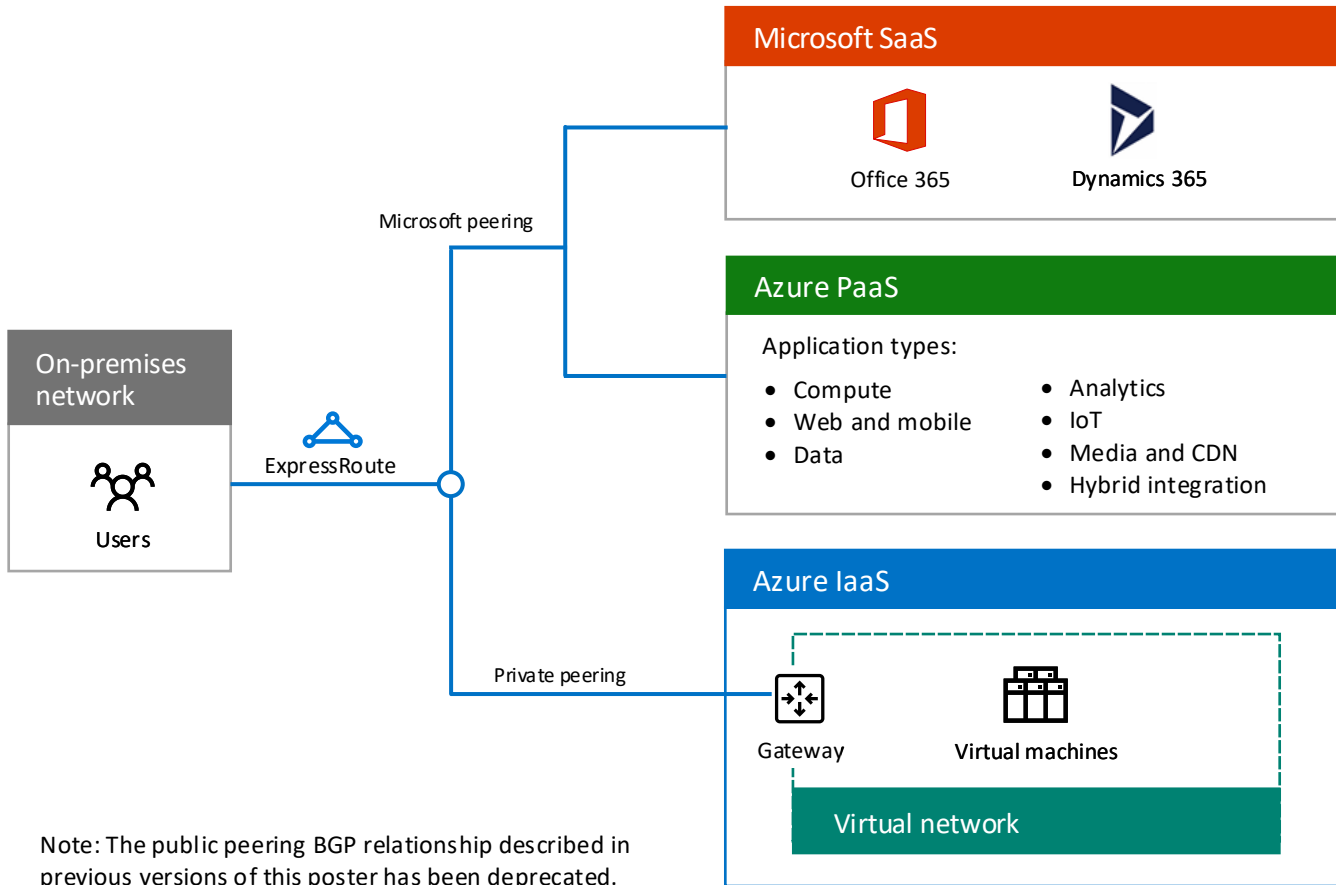 Microsoft SaaS
Office 365
Dynamics 365
Microsoft peering
Azure PaaS
Application types:
• Compute
• Web and mobile
• Data
• Analytics
• IoT
• Media and CDN
• Hybrid integration
On-premises
network
Users
ExpressRoute
Azure IaaS
Private peering
Gateway
Virtual machines
Virtual network
Note: The public peering BGP relationship described in
previous versions of this poster has been deprecated.